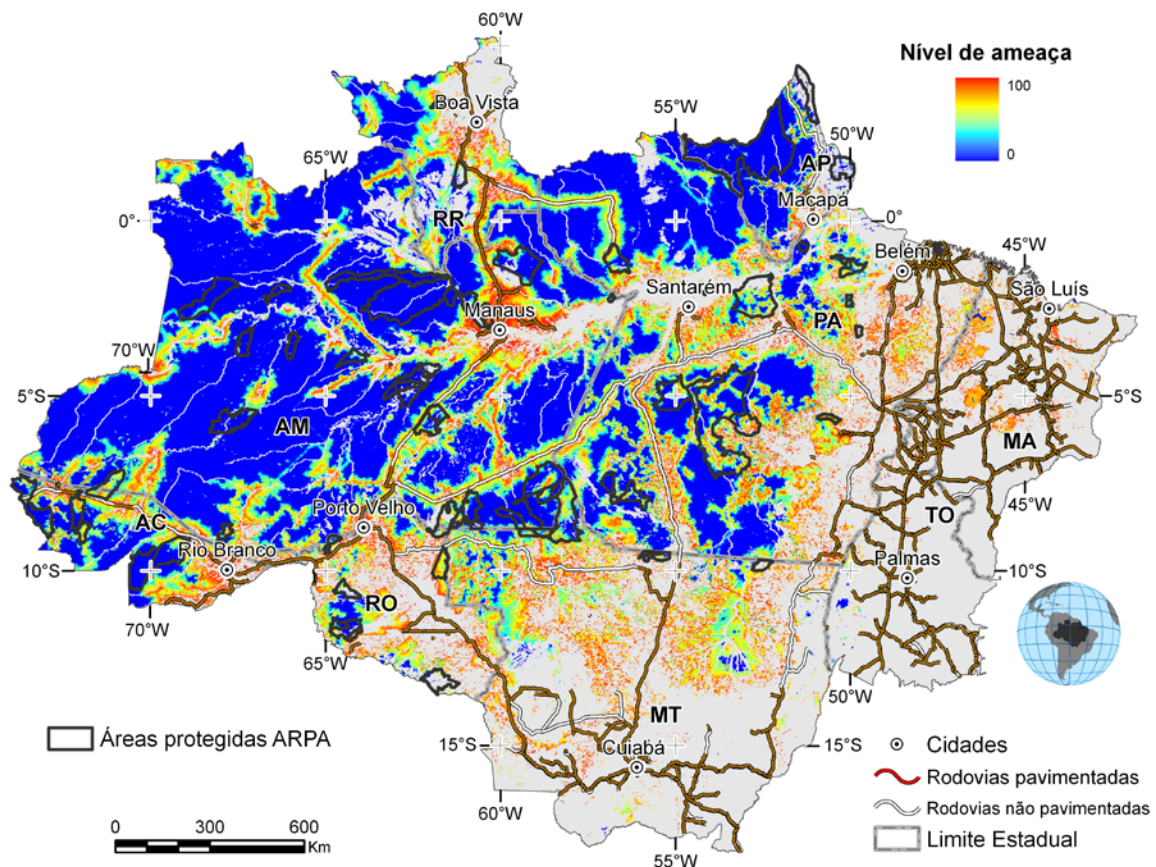 60°W
Nível de ameaça
100
0
Boa Vista
55°W
50°W
65°W
AP
Macapá
0°
RR
0°
Belém
45°W
Santarém
São Luís
Manaus
PA
70°W
5°S
5°S
AM
MA
45°W
Porto Velho
AC
TO
Rio Branco
Palmas
10°S
10°S
70°W
RO
65°W
50°W
MT
Áreas protegidas ARPA
15°S
15°S
Cuiabá
Cidades
Rodovias pavimentadas
60°W
Rodovias não pavimentadas
0 300 600
Km
Limite Estadual
55°W